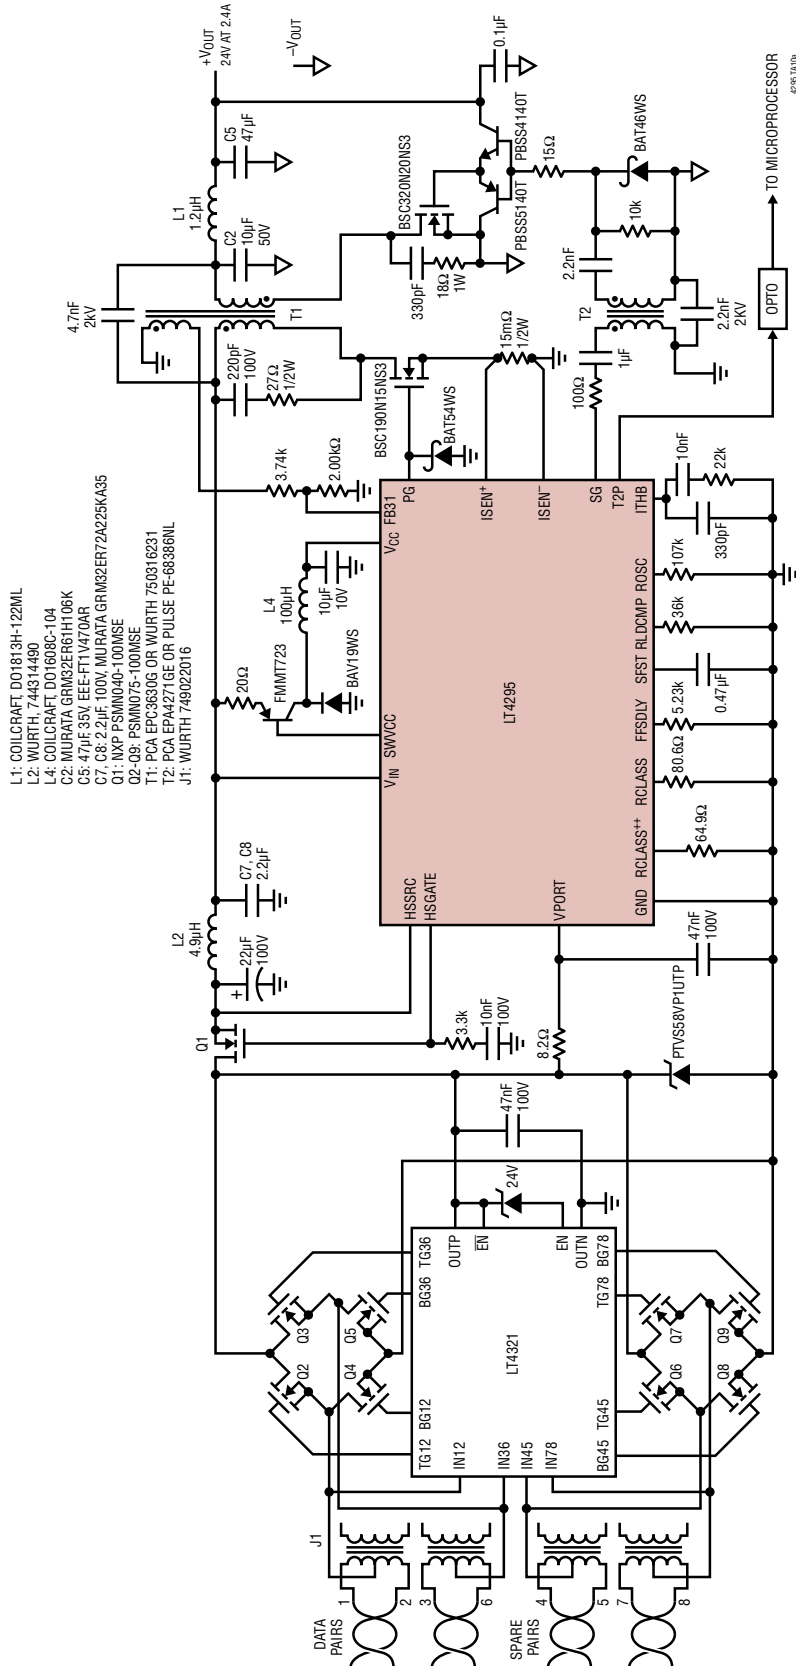 L1: COILCRAFT, DO1813H-122ML
L2: WURTH, 744314490
L4: COILCRAFT, DO1608C-104
C2: MURATA GRM32ER61H106K
C5: 47µF, 35V, EEE-FT1V470AR
C7, C8: 2.2µF, 100V, MURATA GRM32ER72A225KA35
Q1: NXP PSMN040-100MSE
Q2-Q9: PSMN075-100MSE
T1: PCA EPC3630G OR WURTH 750316231
T2: PCA EPA4271GE OR PULSE PE-68386NL
J1: WURTH 749022016
4.7nF
2kV
L1
1.2µH
+VOUT
24V AT 2.4A
–VOUT
C2
10µF
50V
C5
47µF
0.1µF
T1
220pF
100V
27Ω
1/2W
BSC320N20NS3
330pF
18Ω
1W
PBSS5140T
PBSS4140T
Q1
L2
4.9µH
+
22µF
100V
C7, C8
2.2µF
20Ω
FMMT723
L4
100µH
BAV19WS
10µF
10V
3.74k
2.00kΩ
BSC190N15NS3
BAT54WS
15mΩ
1/2W
15Ω
BAT46WS
2.2nF
10k
T2
1µF
100Ω
2.2nF
2KV
OPTO
TO MICROPROCESSOR
3.3k
10nF
100V
8.2Ω
HSSRC
HSGATE
VPORT
VIN
SWVCC
VCC
FB31
PG
ISEN+
ISEN–
SG
T2P
LT4295
GND
RCLASS++
RCLASS
FFSDLY
SFST
RLDCMP
ROSC
ITHB
47nF
100V
PTVS58VP1UTP
64.9Ω
80.6Ω
5.23k
0.47µF
36k
107k
330pF
10nF
22k
Q2
Q3
Q4
Q5
TG12
BG12
BG36
TG36
IN12
IN36
IN45
IN78
LT4321
OUTP
EN
EN
OUTN
24V
47nF
100V
BG45
TG45
TG78
BG78
Q6
Q7
Q8
Q9
J1
DATA
PAIRS
1
2
3
6
SPARE
PAIRS
4
5
7
8
4295 TA10a